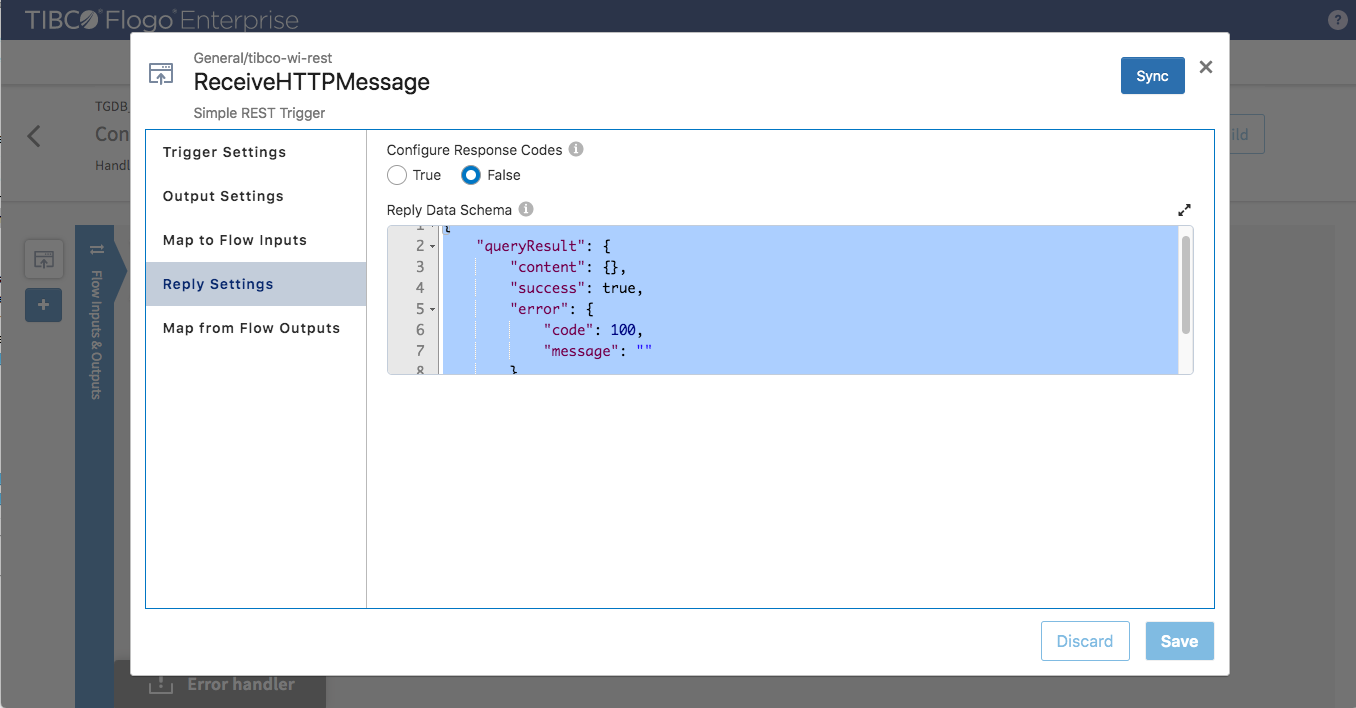 TIBCO Flogo Enterprise
?
General/tibco-wi-rest
ReceiveHTTPMessage
Simple REST Trigger
Sync
TGDB_
Con
Handl
ild
Trigger Settings
Output Settings
Map to Flow Inputs
Reply Settings
Map from Flow Outputs
Configure Response Codes
True
False
Reply Data Schema
1 {
2 "queryResult": {
3 "content": {},
4 "success": true,
5 "error": {
6 "code": 100,
7 "message": ""
8 }
Flow Inputs & Outputs
Discard
Save
Error handler